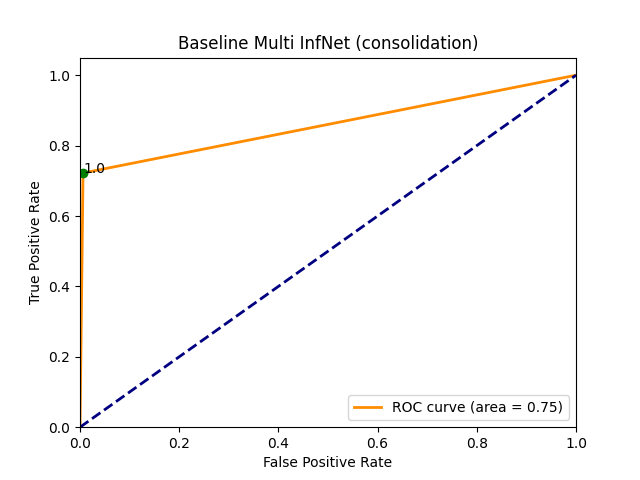 Baseline Multi InfNet (consolidation)
1.0
0.8
0.6
0.4
0.2
0.0
True Positive Rate
1.0
ROC curve (area = 0.75)
0.0 0.2 0.4 0.6 0.8 1.0
False Positive Rate